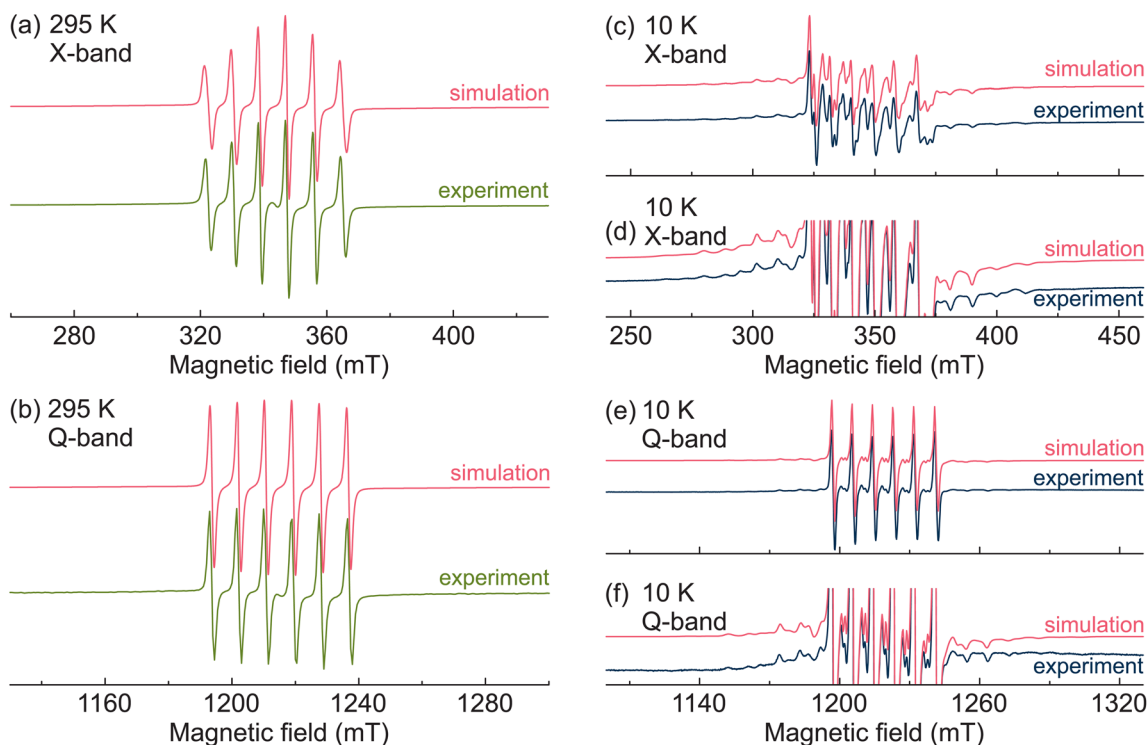 (a) 295 K
X-band
simulation
experiment
280 320 360 400
Magnetic field (mT)
(b) 295 K
Q-band
simulation
experiment
1160 1200 1240 1280
Magnetic field (mT)
(c) 10 K
X-band
simulation
experiment
(d) 10 K
X-band
simulation
experiment
250 300 350 400 450
Magnetic field (mT)
(e) 10 K
Q-band
simulation
experiment
(f) 10 K
Q-band
simulation
experiment
1140 1200 1260 1320
Magnetic field (mT)